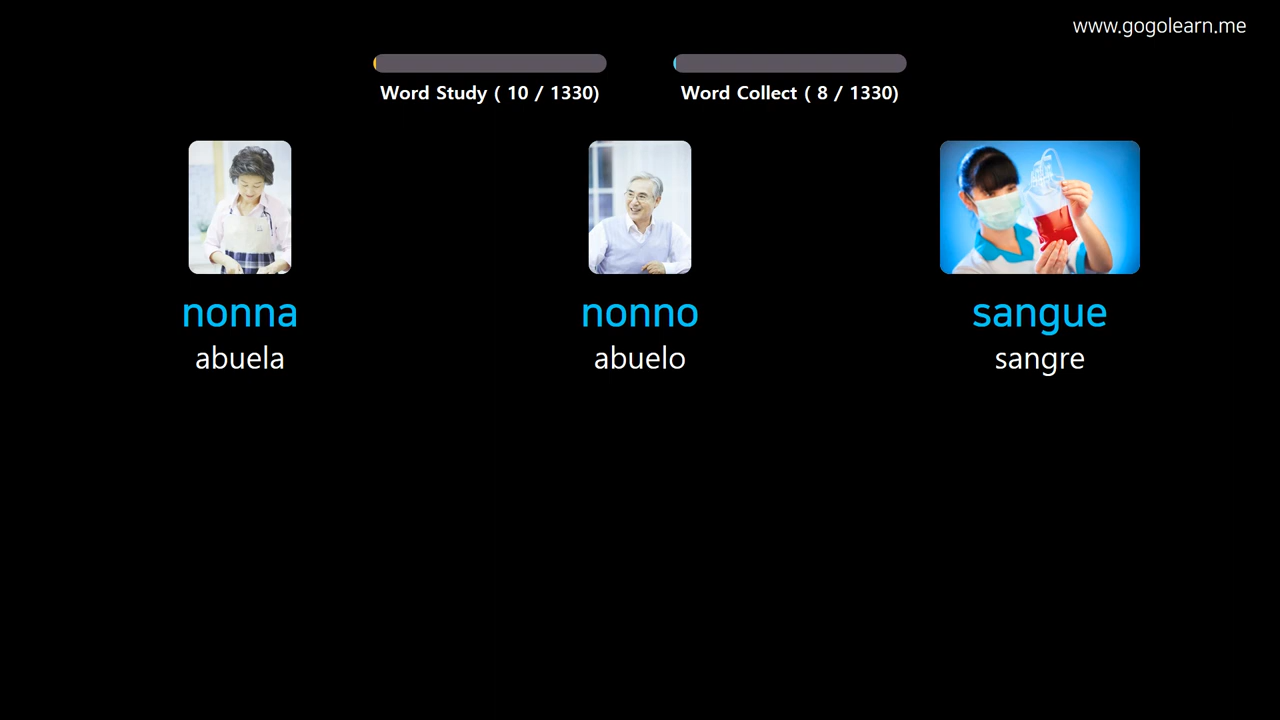 www.gogolearn.me
Word Study ( 10 / 1330)
Word Collect ( 8 / 1330)
nonna
abuela
nonno
abuelo
sangue
sangre